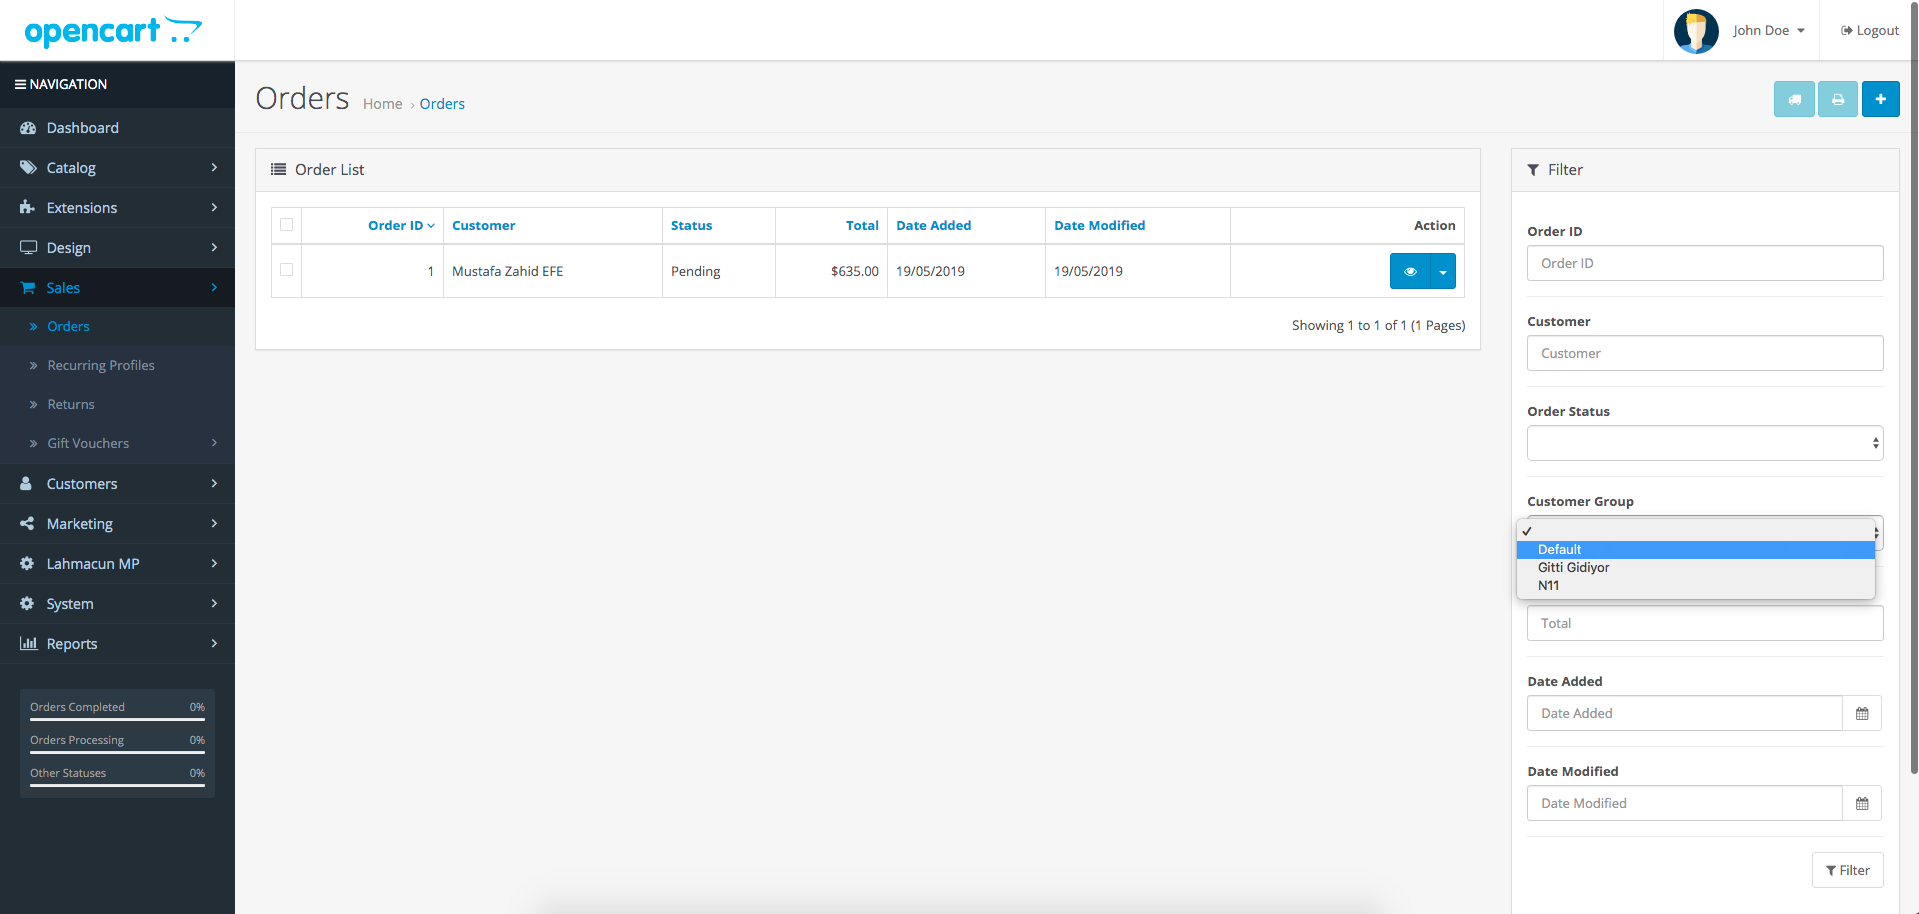 opencart
John Doe
Logout
NAVIGATION
Dashboard
Catalog
Extensions
Design
Sales
Orders
Recurring Profiles
Returns
Gift Vouchers
Customers
Marketing
Lahmacun MP
System
Reports
Orders Completed 0%
Orders Processing 0%
Other Statuses 0%
Orders
Home › Orders
Order List
Order ID Customer Status Total Date Added Date Modified Action
1 Mustafa Zahid EFE Pending $635.00 19/05/2019 19/05/2019
Showing 1 to 1 of 1 (1 Pages)
Filter
Order ID
Order ID
Customer
Customer
Order Status
Customer Group
Default
Gitti Gidiyor
N11
Total
Date Added
Date Added
Date Modified
Date Modified
Filter